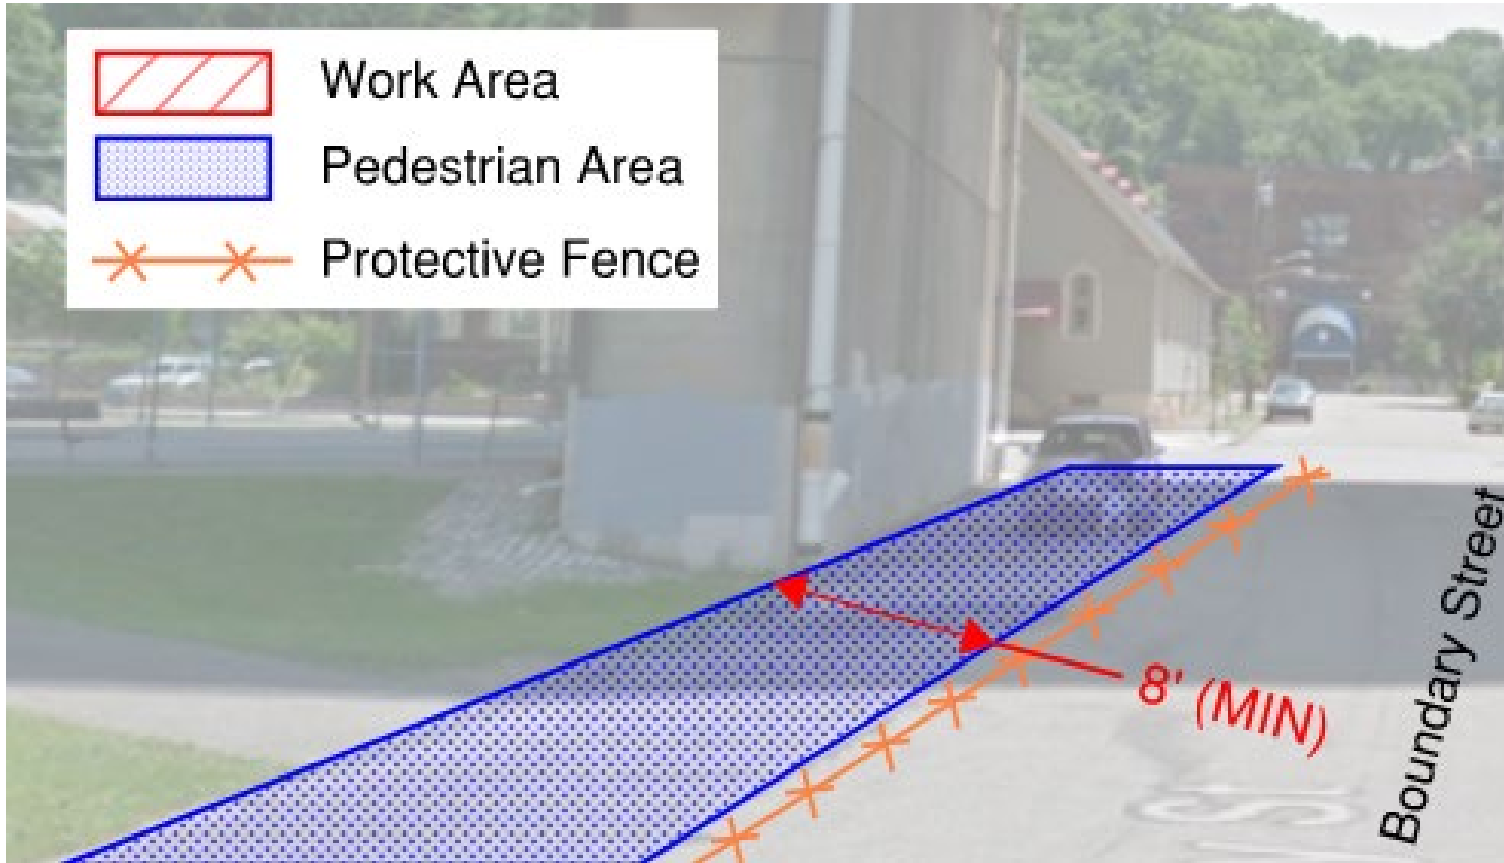 Work Area
Pedestrian Area
Protective Fence
8' (MIN)
Boundary Street